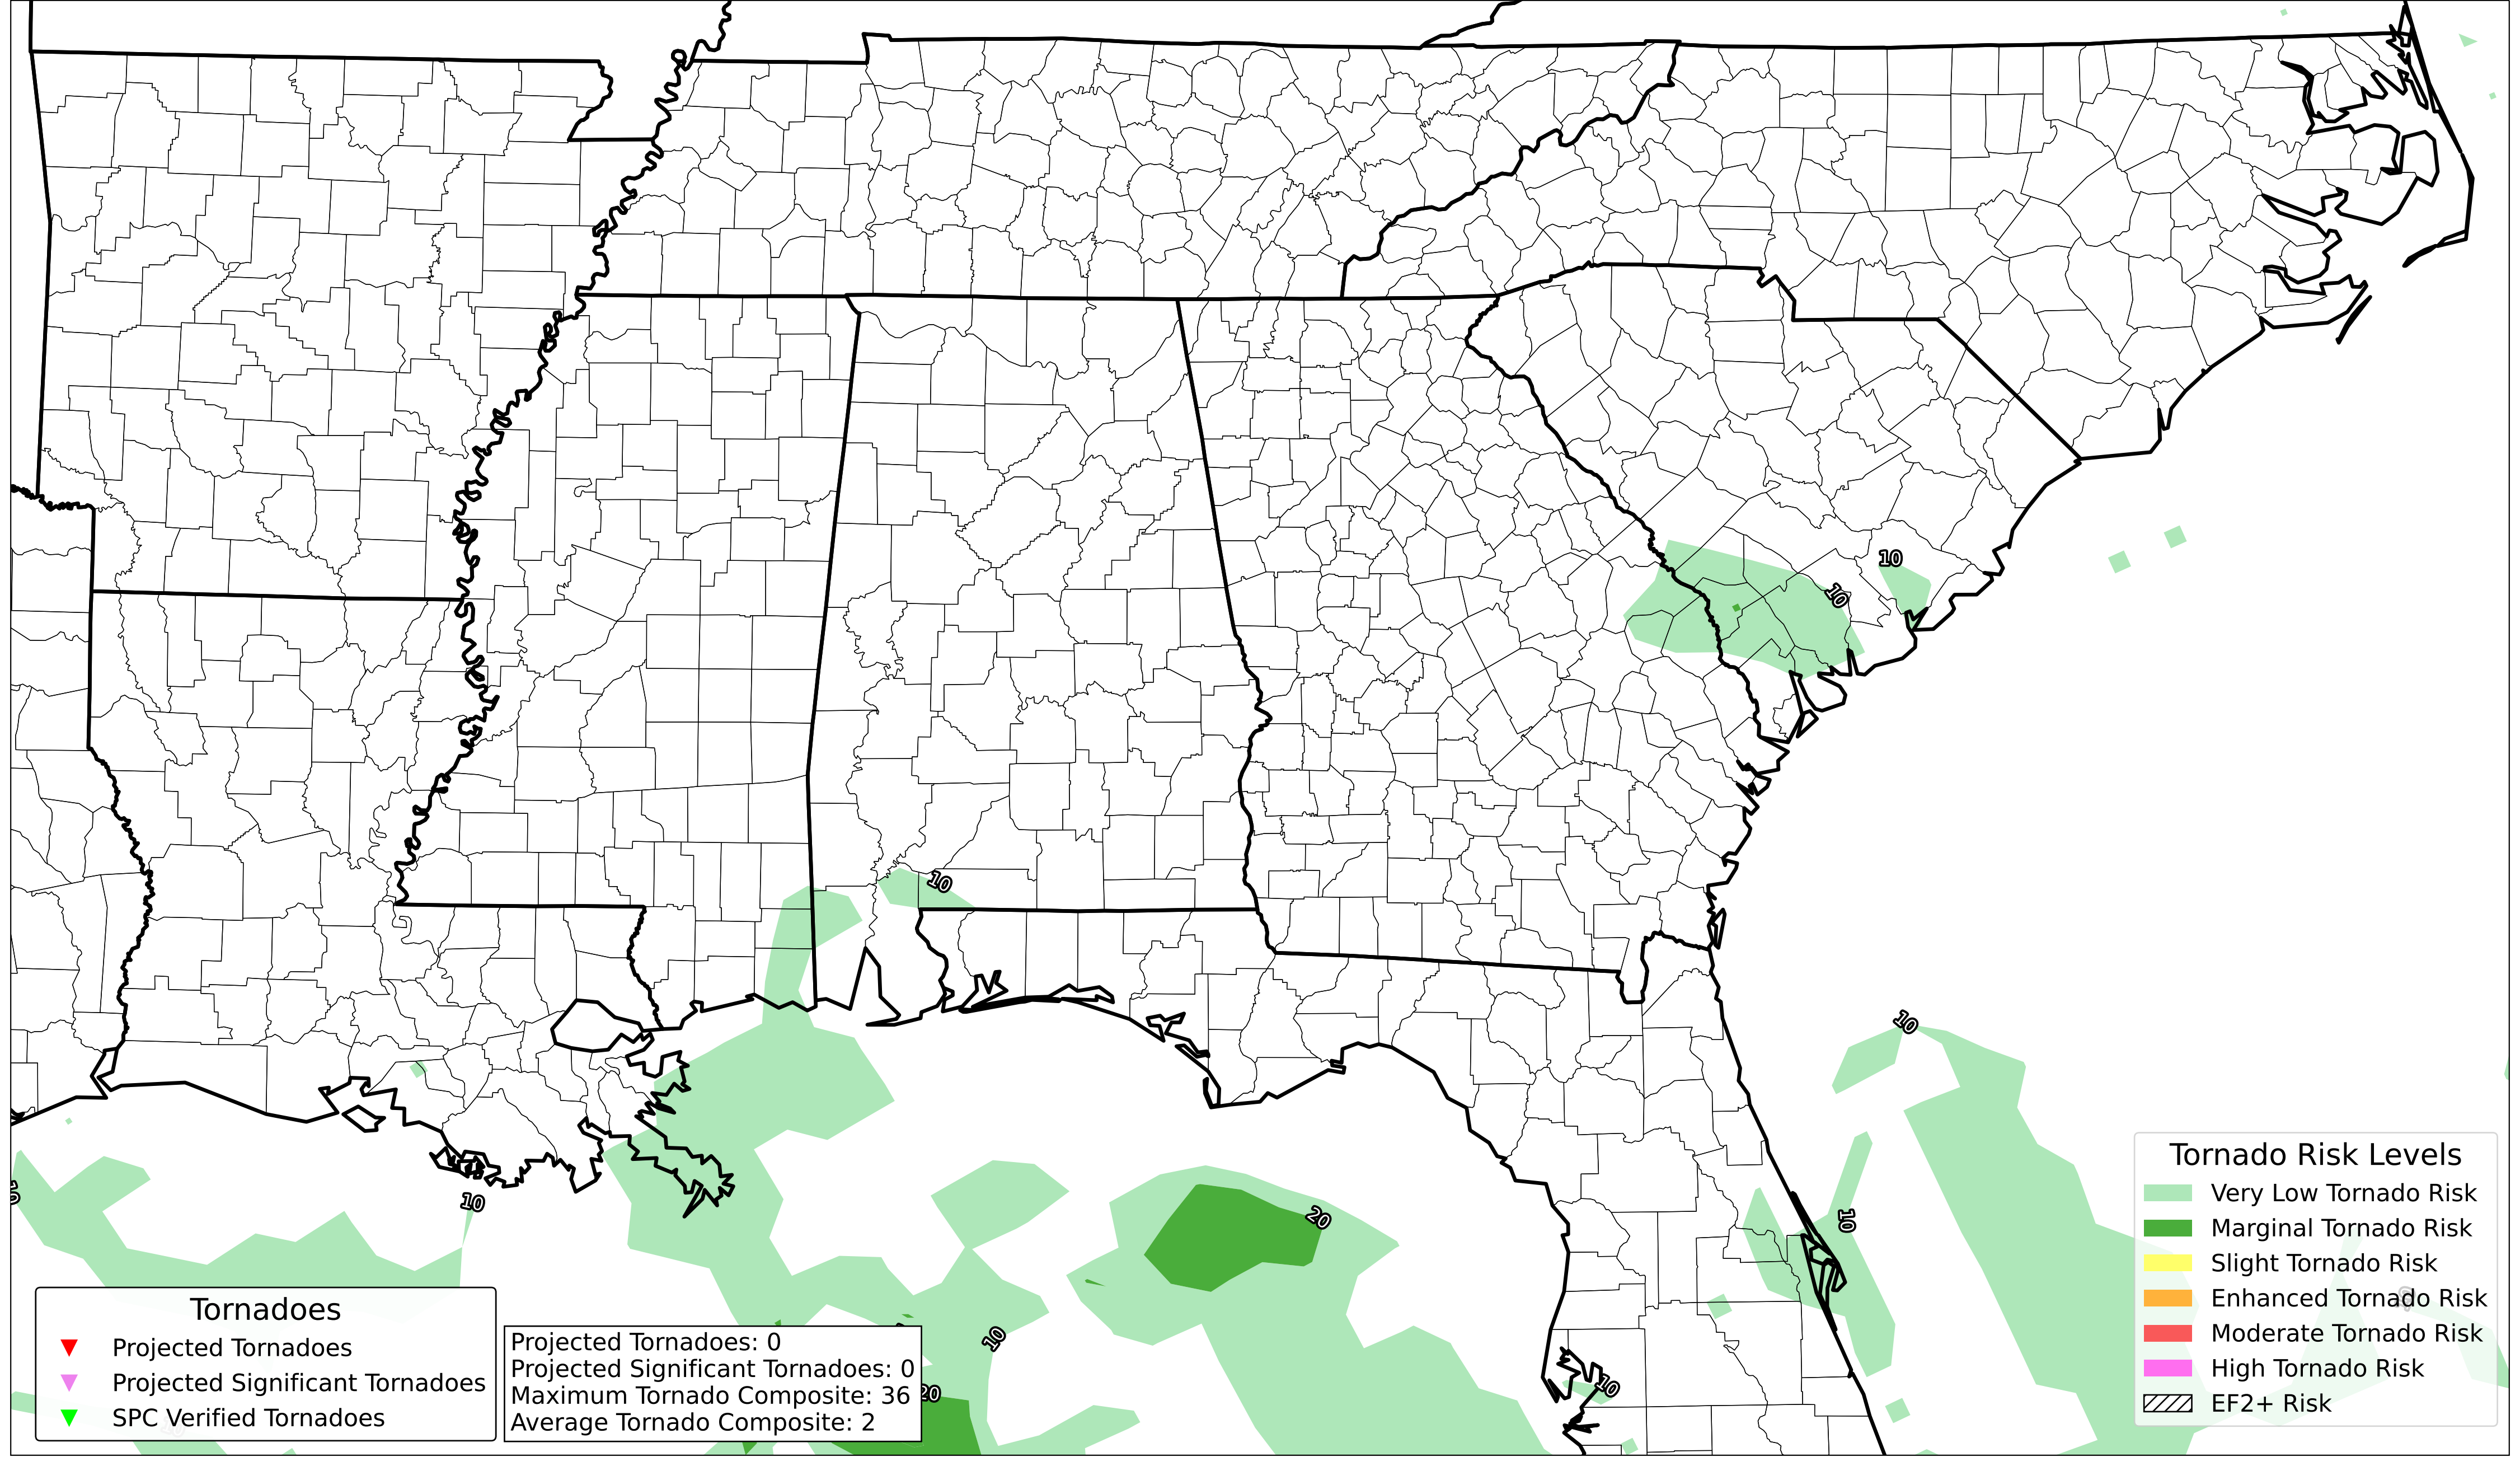 10
10
10
10
10
10
20
10
10
10
20
10
Tornado Risk Levels
Very Low Tornado Risk
Marginal Tornado Risk
Slight Tornado Risk
Enhanced Tornado Risk
Moderate Tornado Risk
High Tornado Risk
EF2+ Risk
Tornadoes
Projected Tornadoes
Projected Significant Tornadoes
SPC Verified Tornadoes
Projected Tornadoes: 0
Projected Significant Tornadoes: 0
Maximum Tornado Composite: 36
Average Tornado Composite: 2